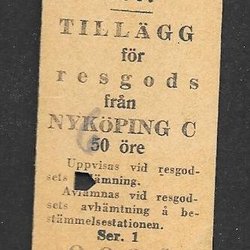 TILLÄGG
för
resgods
från
NYKÖPING C
50 öre
Uppvisas vid resgod-
sets
Avlämnas vid resgod-
sets avhämtning å be-
stämmelsestationen.
Ser. 1